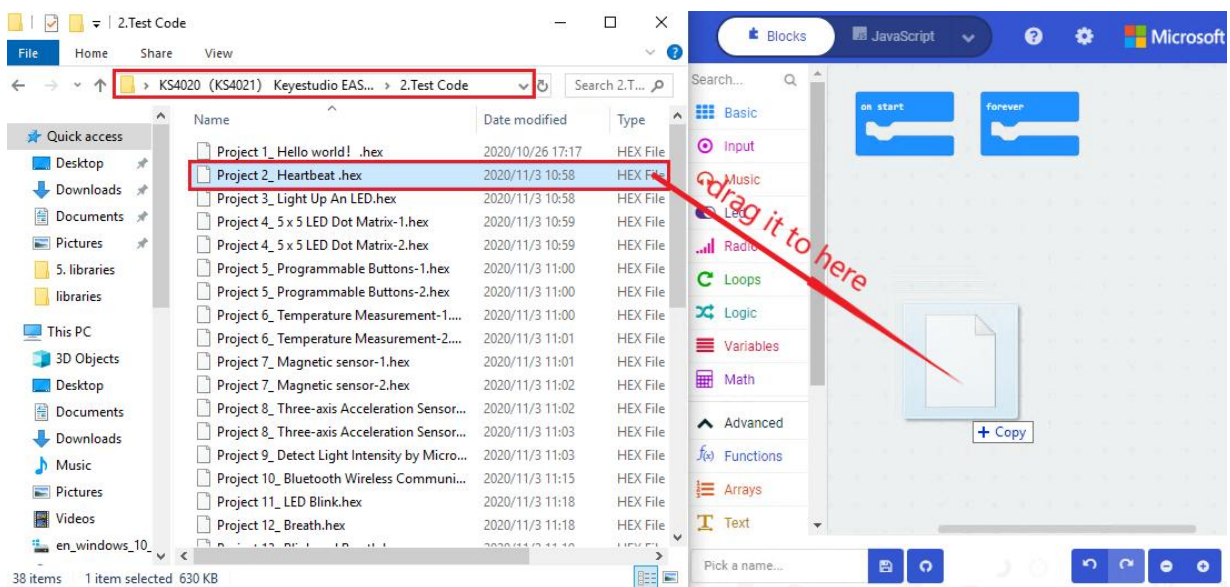 2.Test Code
File Home Share View
KS4020 (KS4021) Keyestudio EAS... > 2.Test Code
Search 2.T...
Name Date modified Type
Quick access
Desktop
Downloads
Documents
Pictures
5. libraries
libraries
This PC
3D Objects
Desktop
Documents
Downloads
Music
Pictures
Videos
en_windows_10_
Project 1_ Hello world！ .hex 2020/10/26 17:17 HEX File
Project 2_ Heartbeat .hex 2020/11/3 10:58 HEX File
Project 3_ Light Up An LED.hex 2020/11/3 10:58 HEX File
Project 4_ 5 x 5 LED Dot Matrix-1.hex 2020/11/3 10:59 HEX File
Project 4_ 5 x 5 LED Dot Matrix-2.hex 2020/11/3 10:59 HEX File
Project 5_ Programmable Buttons-1.hex 2020/11/3 11:00 HEX File
Project 5_ Programmable Buttons-2.hex 2020/11/3 11:00 HEX File
Project 6_ Temperature Measurement-1.... 2020/11/3 11:00 HEX File
Project 6_ Temperature Measurement-2.... 2020/11/3 11:01 HEX File
Project 7_ Magnetic sensor-1.hex 2020/11/3 11:01 HEX File
Project 7_ Magnetic sensor-2.hex 2020/11/3 11:02 HEX File
Project 8_ Three-axis Acceleration Sensor... 2020/11/3 11:02 HEX File
Project 8_ Three-axis Acceleration Sensor... 2020/11/3 11:03 HEX File
Project 9_ Detect Light Intensity by Micro... 2020/11/3 11:03 HEX File
Project 10_ Bluetooth Wireless Communi... 2020/11/3 11:15 HEX File
Project 11_ LED Blink.hex 2020/11/3 11:18 HEX File
Project 12_ Breath.hex 2020/11/3 11:18 HEX File
38 items 1 item selected 630 KB
Blocks JavaScript Microsoft
Search...
Basic
Input
Music
Led
Radio
Loops
Logic
Variables
Math
Advanced
f(x) Functions
Arrays
Text
on start
forever
drag it to here
+ Copy
Pick a name...